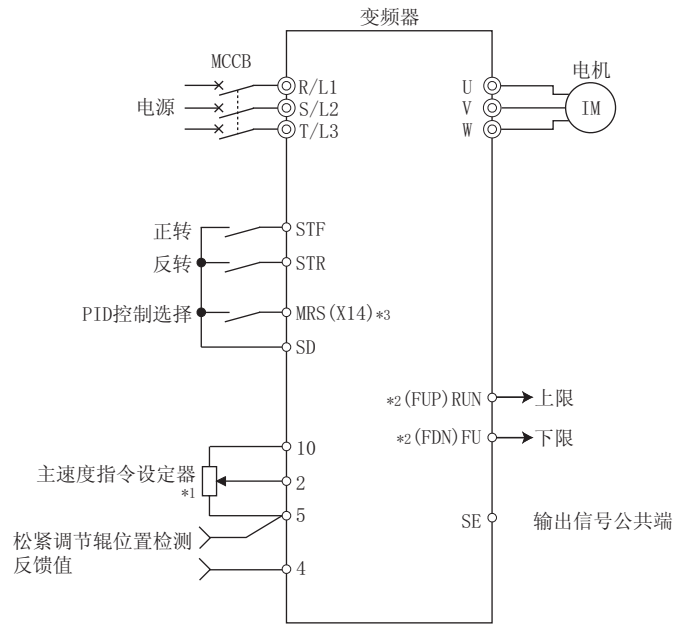 变频器
MCCB
电源
R/L1
S/L2
T/L3
U
V
W
电机
IM
正转
STF
反转
STR
PID控制选择
MRS(X14)*3
SD
*2(FUP)RUN
上限
*2(FDN)FU
下限
10
主速度指令设定器
*1
2
5
SE
输出信号公共端
松紧调节辊位置检测
反馈值
4